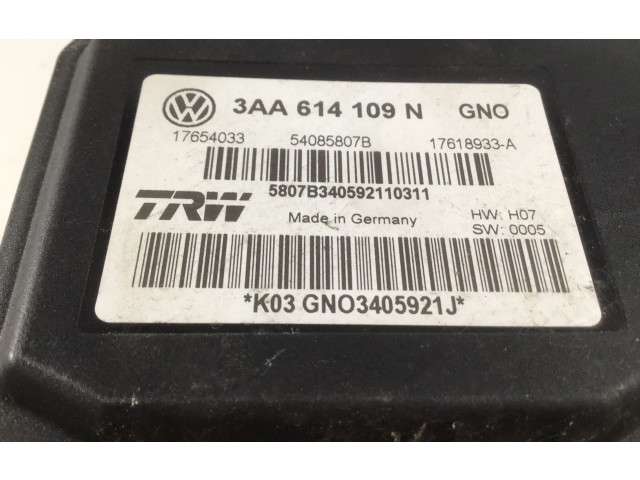 3AA 614 109 N GNO
17654033 54085807B 17618933-A
5807B340592110311
TRW Made in Germany HW: H07
SW: 0005
*K03 GNO3405921J*